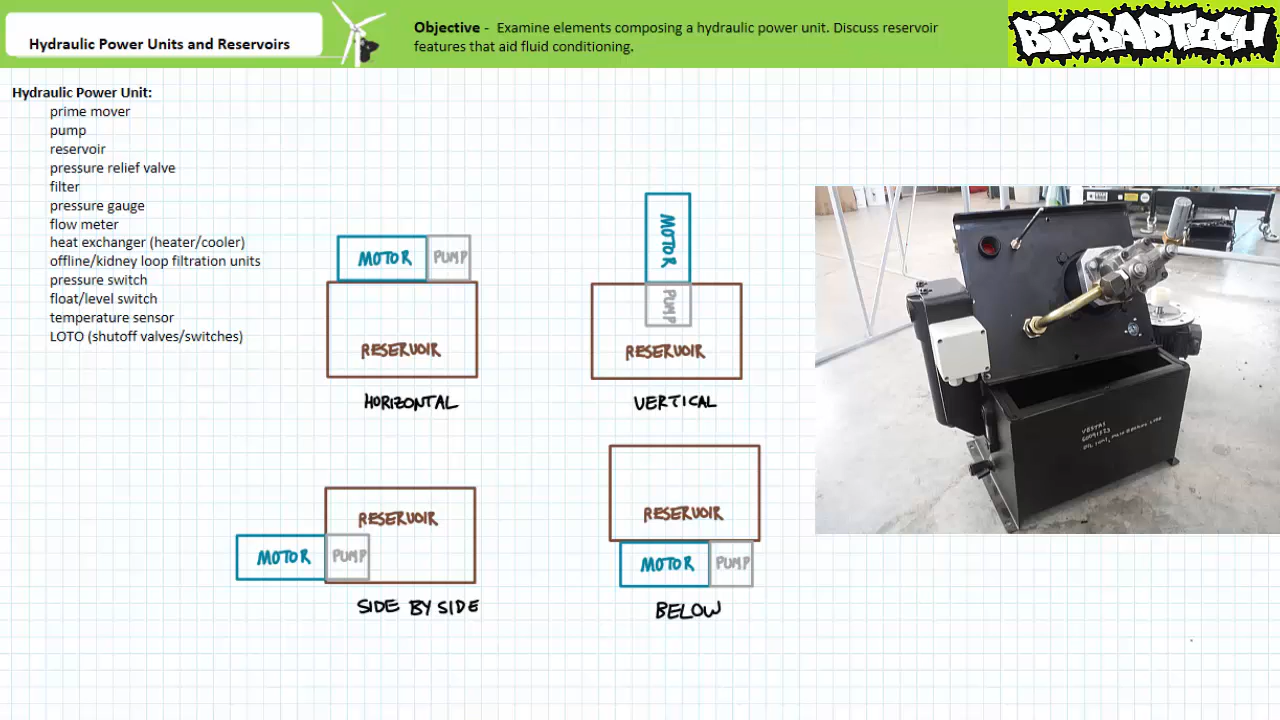 Hydraulic Power Units and Reservoirs
Objective - Examine elements composing a hydraulic power unit. Discuss reservoir
features that aid fluid conditioning.
BIGBADTECH
Hydraulic Power Unit:
prime mover
pump
reservoir
pressure relief valve
filter
pressure gauge
flow meter
heat exchanger (heater/cooler)
offline/kidney loop filtration units
pressure switch
float/level switch
temperature sensor
LOTO (shutoff valves/switches)
MOTOR PUMP
RESERVOIR
HORIZONTAL
MOTOR
PUMP
RESERVOIR
VERTICAL
RESERVOIR
MOTOR PUMP
SIDE BY SIDE
RESERVOIR
MOTOR PUMP
BELOW
VESTAS